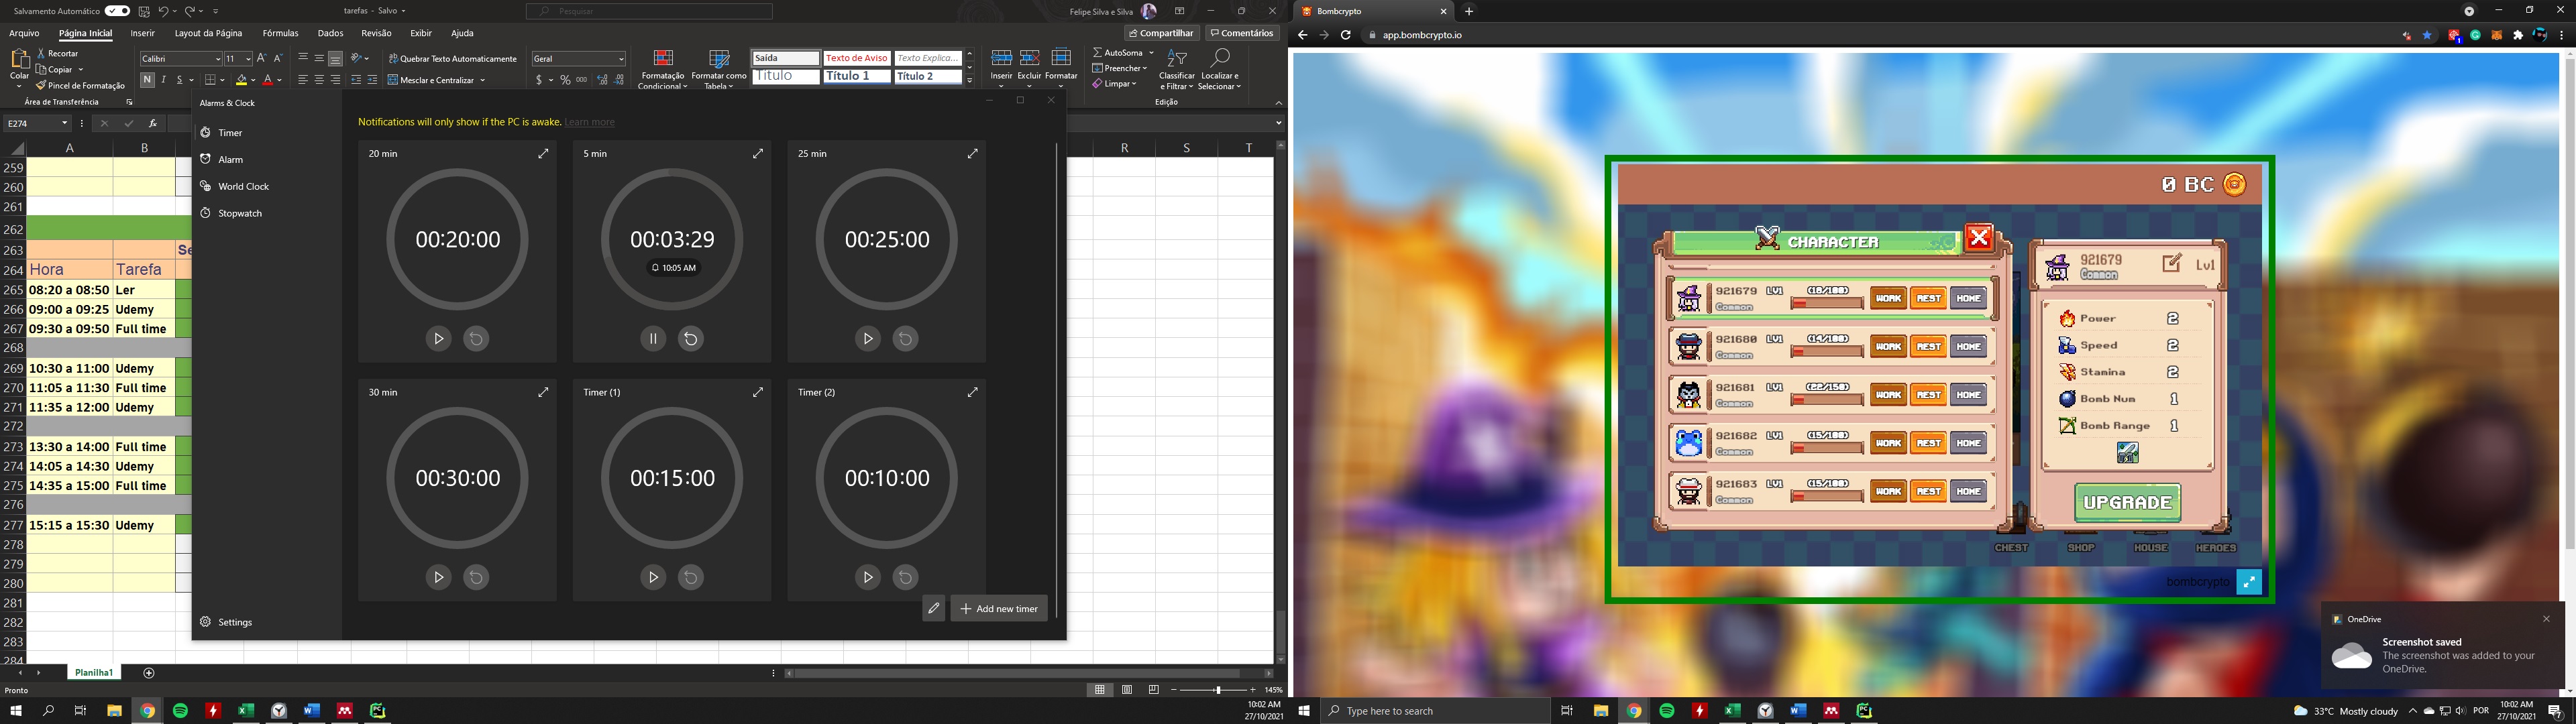 Salvamento Automático
tarefas - Salvo
Pesquisar
Felipe Silva e Silva
Arquivo
Página Inicial
Inserir
Layout da Página
Fórmulas
Dados
Revisão
Exibir
Ajuda
Compartilhar
Comentários
Colar
Recortar
Copiar
Pincel de Formatação
Área de Transferência
Calibri
11
N
I
S
Quebrar Texto Automaticamente
Mesclar e Centralizar
Geral
Formatação Condicional
Formatar como Tabela
Saída
Texto de Aviso
Texto Explica...
Título
Título 1
Título 2
Inserir
Excluir
Formatar
AutoSoma
Preencher
Limpar
Classificar e Filtrar
Localizar e Selecionar
Edição
E274
fx
A
B
R
S
T
259
260
261
262
263
Se
264 Hora Tarefa
265 08:20 a 08:50 Ler
266 09:00 a 09:25 Udemy
267 09:30 a 09:50 Full time
268
269 10:30 a 11:00 Udemy
270 11:05 a 11:30 Full time
271 11:35 a 12:00 Udemy
272
273 13:30 a 14:00 Full time
274 14:05 a 14:30 Udemy
275 14:35 a 15:00 Full time
276
277 15:15 a 15:30 Udemy
278
279
280
281
282
283
284
Planilha1
Pronto
145%
Alarms & Clock
Timer
Alarm
World Clock
Stopwatch
Settings
Notifications will only show if the PC is awake. Learn more
20 min
00:20:00
5 min
00:03:29
10:05 AM
25 min
00:25:00
30 min
00:30:00
Timer (1)
00:15:00
Timer (2)
00:10:00
Add new timer
10:02 AM
27/10/2021
Bombcrypto
app.bombcrypto.io
0 BC
CHARACTER
921679 LV1 (18/100) WORK REST HOME
Common
921680 LV1 (14/100) WORK REST HOME
Common
921681 LV1 (22/150) WORK REST HOME
Common
921682 LV1 (15/100) WORK REST HOME
Common
921683 LV1 (15/100) WORK REST HOME
Common
921679
Common
Lv1
Power 2
Speed 2
Stamina 2
Bomb Num 1
Bomb Range 1
UPGRADE
CHEST
SHOP
HOUSE
HEROES
bombcrypto
OneDrive
Screenshot saved
The screenshot was added to your
OneDrive.
Type here to search
33°C Mostly cloudy
POR
10:02 AM
27/10/2021